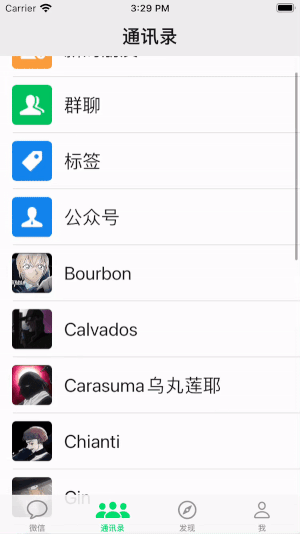 Carrier 3:29 PM
通讯录
群聊
标签
公众号
Bourbon
Calvados
Carasuma乌丸莲耶
Chianti
Gin
微信 通讯录 发现 我